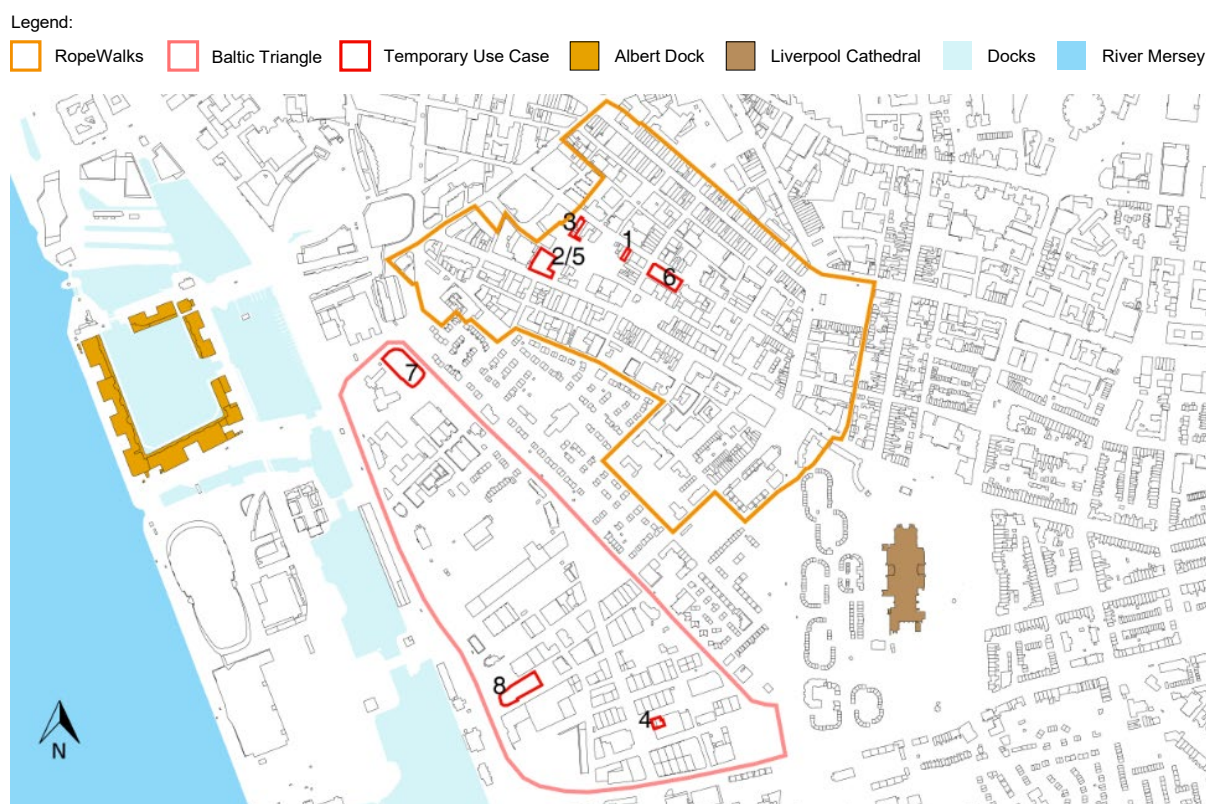 Legend:
RopeWalks Baltic Triangle Temporary Use Case Albert Dock Liverpool Cathedral Docks River Mersey
3
1
2/5
6
7
8
4
N